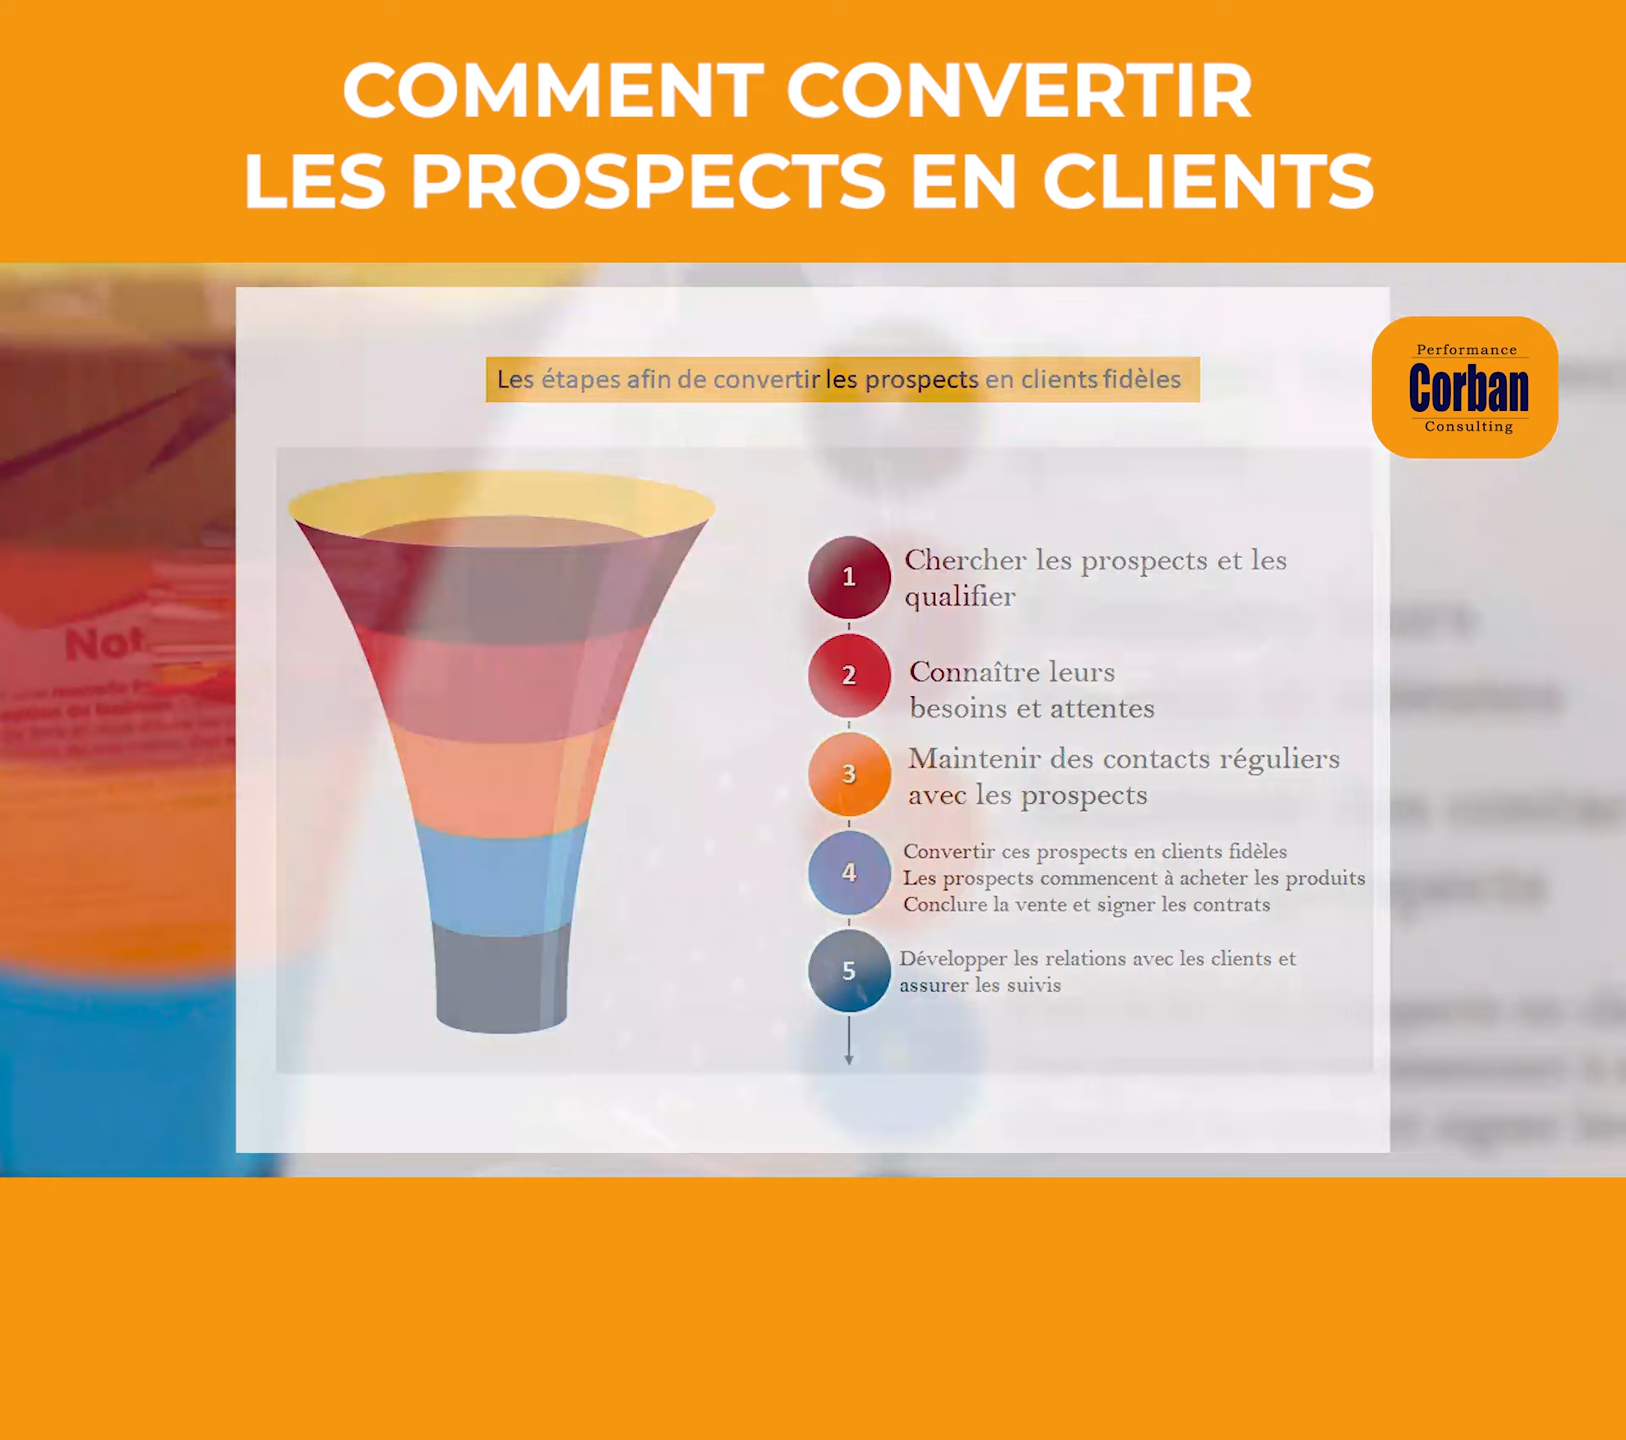 COMMENT CONVERTIR
LES PROSPECTS EN CLIENTS
Les étapes afin de convertir les prospects en clients fidèles
Performance
Corban
Consulting
1
Chercher les prospects et les
qualifier
2
Connaître leurs
besoins et attentes
3
Maintenir des contacts réguliers
avec les prospects
4
Convertir ces prospects en clients fidèles
Les prospects commencent à acheter les produits
Conclure la vente et signer les contrats
5
Développer les relations avec les clients et
assurer les suivis
Not